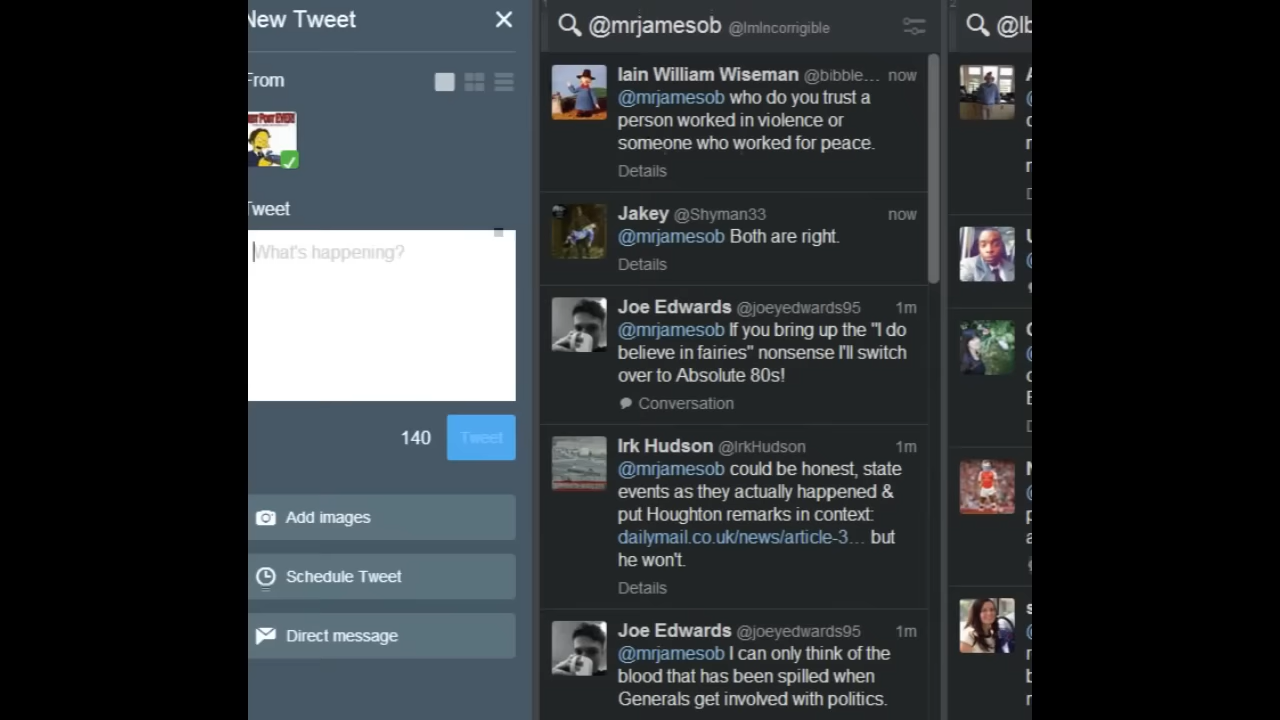 New Tweet
From
Tweet
What's happening?
140
Tweet
Add images
Schedule Tweet
Direct message
@mrjamesob @ImIncorrigible
Iain William Wiseman @bibble... now
@mrjamesob who do you trust a
person worked in violence or
someone who worked for peace.
Details
Jakey @Shyman33 now
@mrjamesob Both are right.
Details
Joe Edwards @joeyedwards95 1m
@mrjamesob If you bring up the "I do
believe in fairies" nonsense I'll switch
over to Absolute 80s!
Conversation
Irk Hudson @IrkHudson 1m
@mrjamesob could be honest, state
events as they actually happened &
put Houghton remarks in context:
dailymail.co.uk/news/article-3... but
he won't.
Details
Joe Edwards @joeyedwards95 1m
@mrjamesob I can only think of the
blood that has been spilled when
Generals get involved with politics.